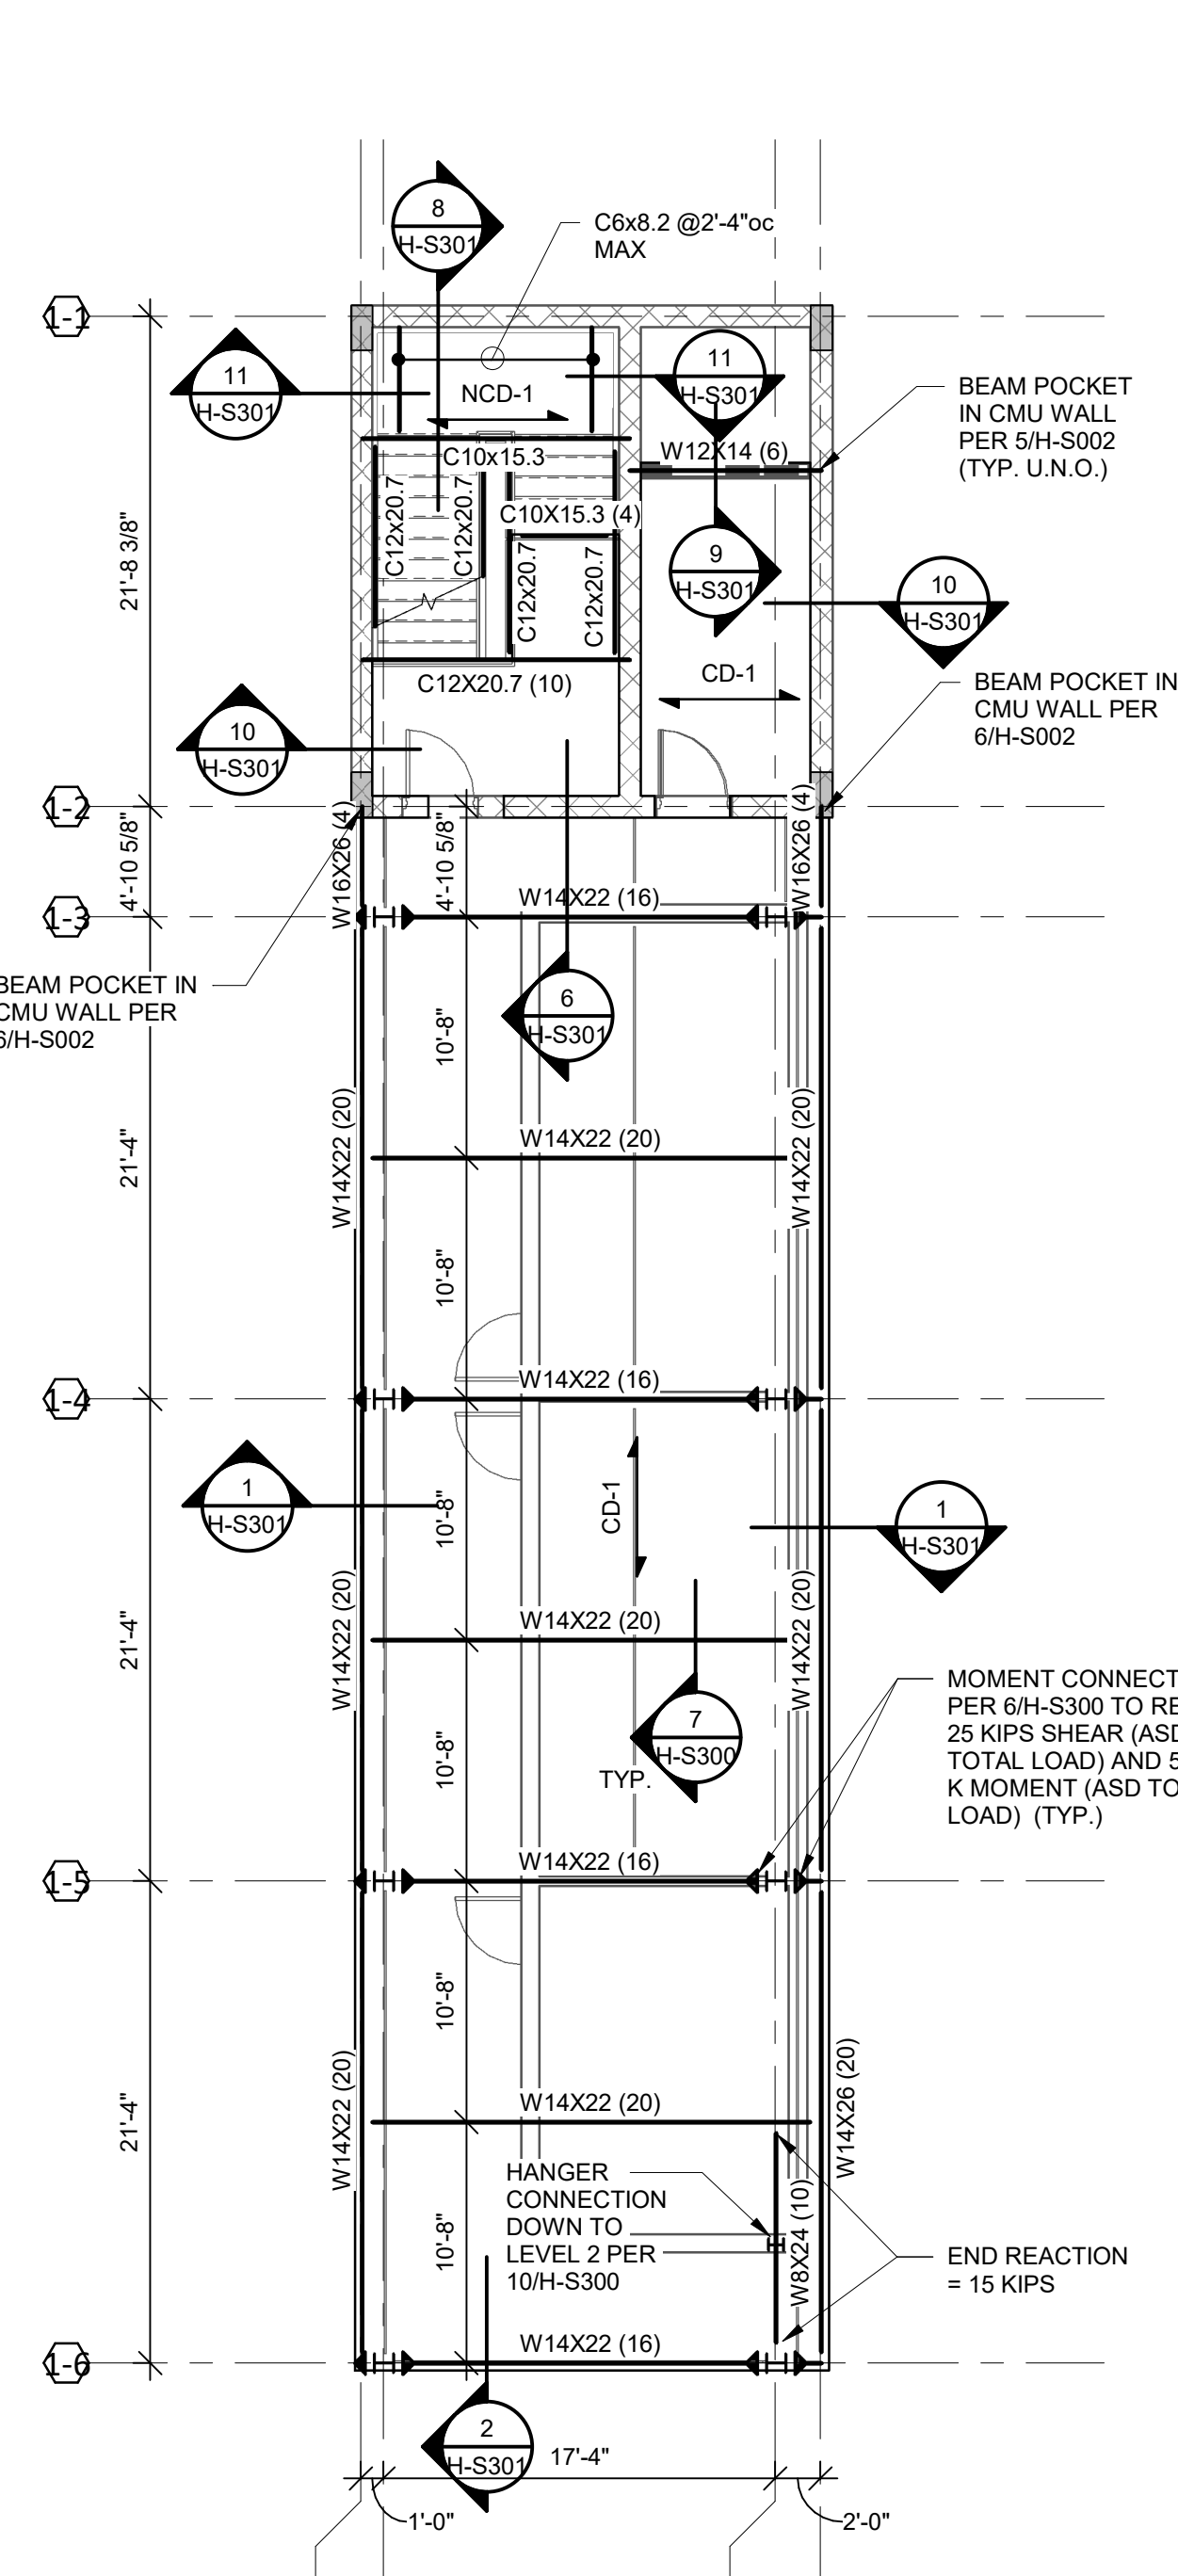 8
H-S301
C6x8.2 @2'-4"oc
MAX
1-1
11
H-S301
NCD-1
11
H-S301
BEAM POCKET
IN CMU WALL
PER 5/H-S002
(TYP. U.N.O.)
C10x15.3
W12X14 (6)
C12x20.7
C12x20.7
C10X15.3 (4)
21'-8 3/8"
C12x20.7
C12x20.7
9
H-S301
10
H-S301
C12X20.7 (10)
CD-1
BEAM POCKET IN
CMU WALL PER
6/H-S002
10
H-S301
1-2
4'-10 5/8"
W16X26 (4)
4'-10 5/8"
W16X26 (4)
W14X22 (16)
1-3
BEAM POCKET IN
CMU WALL PER
6/H-S002
6
H-S301
10'-8"
21'-4"
W14X22 (20)
W14X22 (20)
W14X22 (20)
10'-8"
W14X22 (16)
1-4
1
H-S301
10'-8"
CD-1
1
H-S301
21'-4"
W14X22 (20)
W14X22 (20)
W14X22 (20)
7
H-S300
TYP.
10'-8"
MOMENT CONNECT
PER 6/H-S300 TO RE
25 KIPS SHEAR (ASD
TOTAL LOAD) AND 5
K MOMENT (ASD TO
LOAD) (TYP.)
W14X22 (16)
1-5
10'-8"
21'-4"
W14X22 (20)
W14X22 (20)
W14X26 (20)
HANGER
CONNECTION
DOWN TO
LEVEL 2 PER
10/H-S300
10'-8"
W8X24 (10)
END REACTION
= 15 KIPS
W14X22 (16)
1-6
2
H-S301
17'-4"
1'-0"
2'-0"